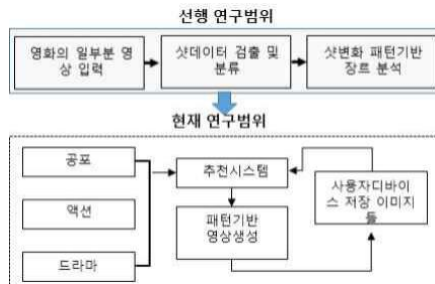 선행 연구범위
영화의 일부분 영
상 입력
샷데이터 검출 및
분류
샷변화 패턴기반
장르 분석
현재 연구범위
공포
액션
드라마
추천시스템
패턴기반
영상생성
사용자디바이
스 저장 이미지
들